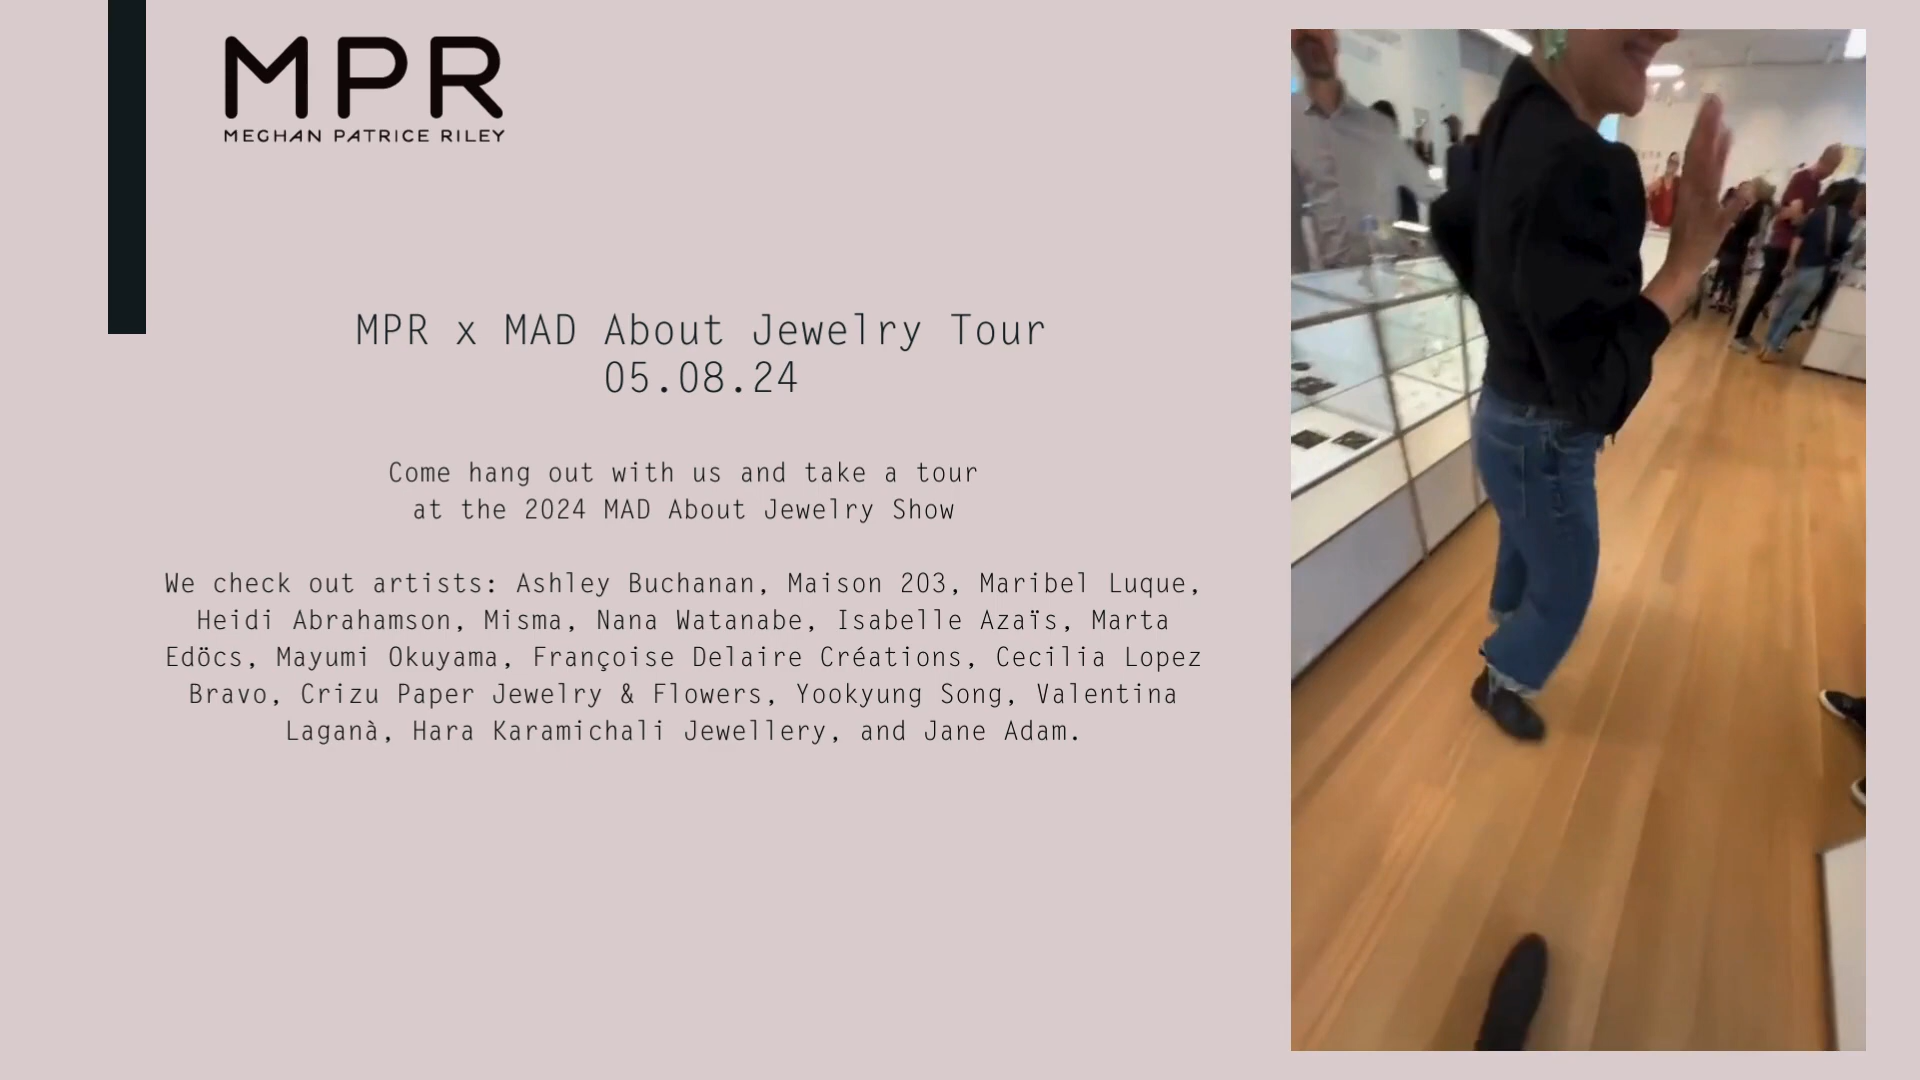 MPR
MEGHAN PATRICE RILEY
MPR x MAD About Jewelry Tour
05.08.24
Come hang out with us and take a tour
at the 2024 MAD About Jewelry Show
We check out artists: Ashley Buchanan, Maison 203, Maribel Luque,
Heidi Abrahamson, Misma, Nana Watanabe, Isabelle Azaïs, Marta
Edöcs, Mayumi Okuyama, Françoise Delaire Créations, Cecilia Lopez
Bravo, Crizu Paper Jewelry & Flowers, Yookyung Song, Valentina
Laganà, Hara Karamichali Jewellery, and Jane Adam.